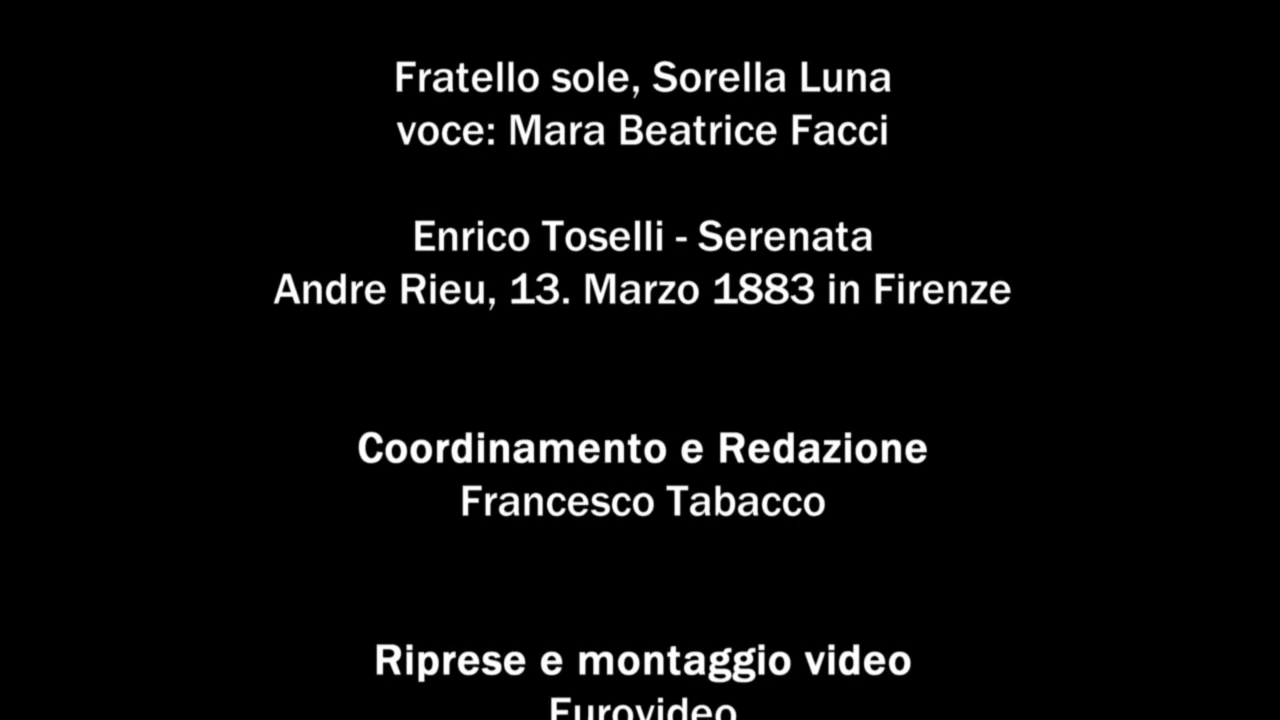 Fratello sole, Sorella Luna
voce: Mara Beatrice Facci
Enrico Toselli - Serenata
Andre Rieu, 13. Marzo 1883 in Firenze
Coordinamento e Redazione
Francesco Tabacco
Riprese e montaggio video
Eurovideo